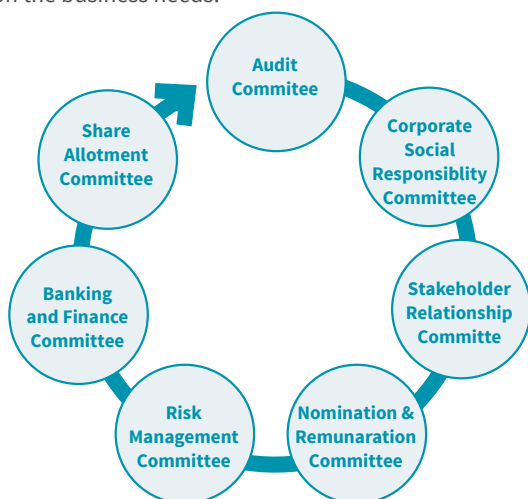 on the business needs.
Audit
Commitee
Corporate
Social
Responsiblity
Committee
Stakeholder
Relationship
Committe
Nomination &
Remunaration
Committee
Risk
Management
Committee
Banking
and Finance
Committee
Share
Allotment
Committee